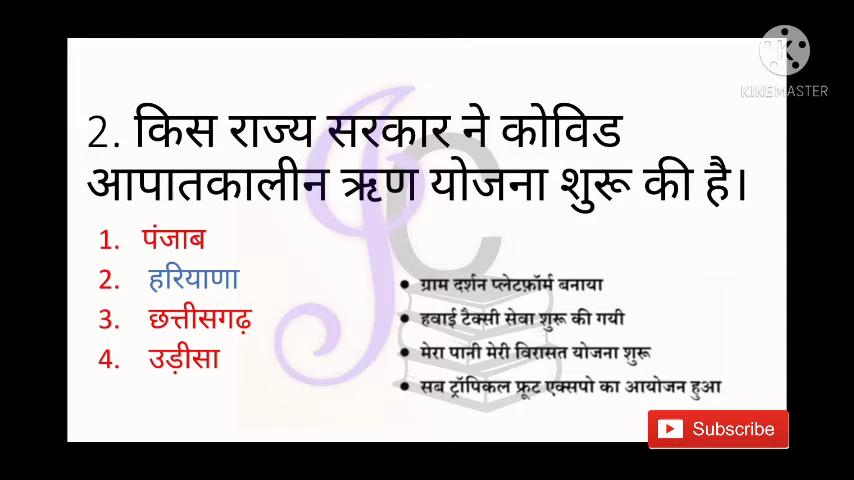 KINEMASTER
2. किस राज्य सरकार ने कोविड
आपातकालीन ऋण योजना शुरू की है।
1. पंजाब
2. हरियाणा
3. छत्तीसगढ़
4. उड़ीसा
• ग्राम दर्शन प्लेटफ़ॉर्म बनाया
• हवाई टैक्सी सेवा शुरू की गयी
• मेरा पानी मेरी विरासत योजना शुरू
• सब ट्रॉपिकल फ्रूट एक्सपो का आयोजन हुआ
Subscribe